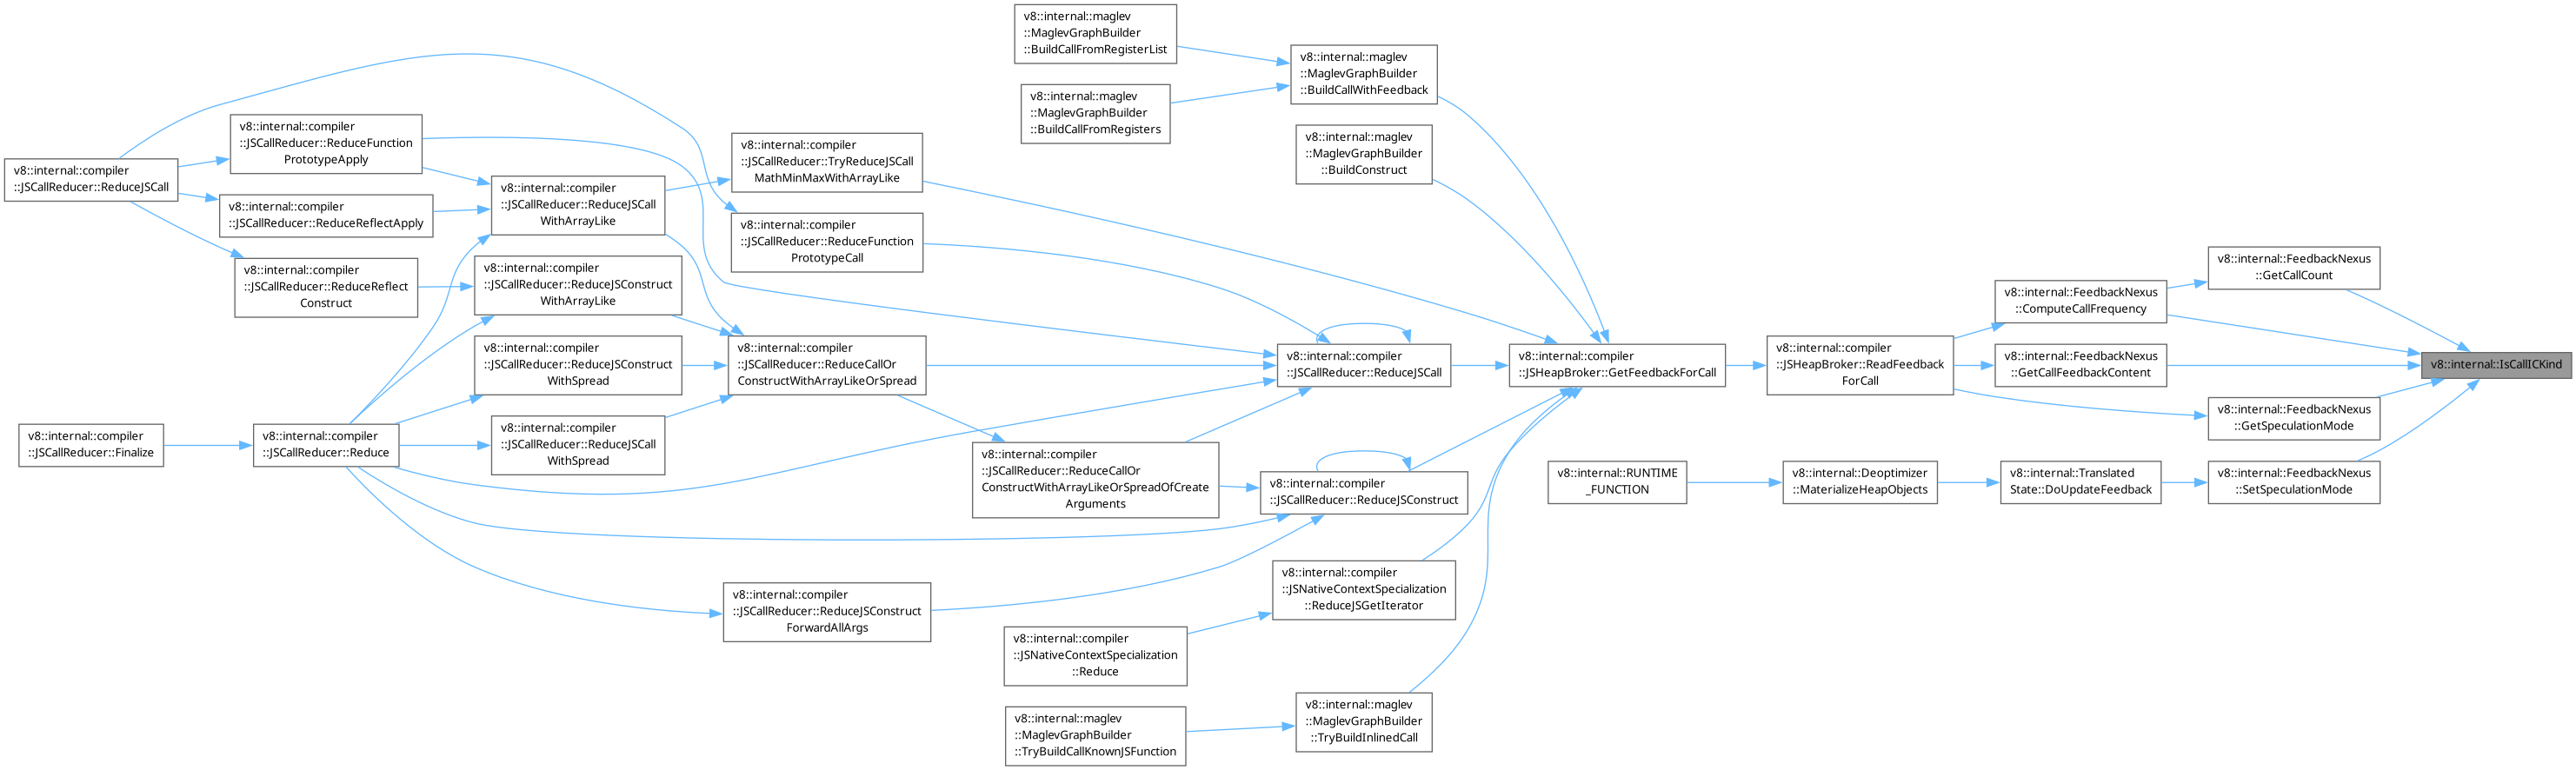 v8::internal::maglev
::MaglevGraphBuilder
::BuildCallFromRegisterList
v8::internal::maglev
::MaglevGraphBuilder
::BuildCallWithFeedback
v8::internal::maglev
::MaglevGraphBuilder
::BuildCallFromRegisters
v8::internal::compiler
::JSCallReducer::ReduceFunction
PrototypeApply
v8::internal::maglev
::MaglevGraphBuilder
::BuildConstruct
v8::internal::compiler
::JSCallReducer::TryReduceJSCall
MathMinMaxWithArrayLike
v8::internal::compiler
::JSCallReducer::ReduceJSCall
v8::internal::compiler
::JSCallReducer::ReduceJSCall
WithArrayLike
v8::internal::compiler
::JSCallReducer::ReduceReflectApply
v8::internal::compiler
::JSCallReducer::ReduceFunction
PrototypeCall
v8::internal::compiler
::JSCallReducer::ReduceReflect
Construct
v8::internal::compiler
::JSCallReducer::ReduceJSConstruct
WithArrayLike
v8::internal::FeedbackNexus
::GetCallCount
v8::internal::FeedbackNexus
::ComputeCallFrequency
v8::internal::compiler
::JSCallReducer::ReduceJSConstruct
WithSpread
v8::internal::compiler
::JSCallReducer::ReduceCallOr
ConstructWithArrayLikeOrSpread
v8::internal::compiler
::JSCallReducer::ReduceJSCall
v8::internal::compiler
::JSHeapBroker::GetFeedbackForCall
v8::internal::compiler
::JSHeapBroker::ReadFeedback
ForCall
v8::internal::FeedbackNexus
::GetCallFeedbackContent
v8::internal::IsCallICKind
v8::internal::FeedbackNexus
::GetSpeculationMode
v8::internal::compiler
::JSCallReducer::Finalize
v8::internal::compiler
::JSCallReducer::Reduce
v8::internal::compiler
::JSCallReducer::ReduceJSCall
WithSpread
v8::internal::compiler
::JSCallReducer::ReduceCallOr
ConstructWithArrayLikeOrSpreadOfCreate
Arguments
v8::internal::compiler
::JSCallReducer::ReduceJSConstruct
v8::internal::RUNTIME
_FUNCTION
v8::internal::Deoptimizer
::MaterializeHeapObjects
v8::internal::Translated
State::DoUpdateFeedback
v8::internal::FeedbackNexus
::SetSpeculationMode
v8::internal::compiler
::JSCallReducer::ReduceJSConstruct
ForwardAllArgs
v8::internal::compiler
::JSNativeContextSpecialization
::ReduceJSGetIterator
v8::internal::compiler
::JSNativeContextSpecialization
::Reduce
v8::internal::maglev
::MaglevGraphBuilder
::TryBuildInlinedCall
v8::internal::maglev
::MaglevGraphBuilder
::TryBuildCallKnownJSFunction